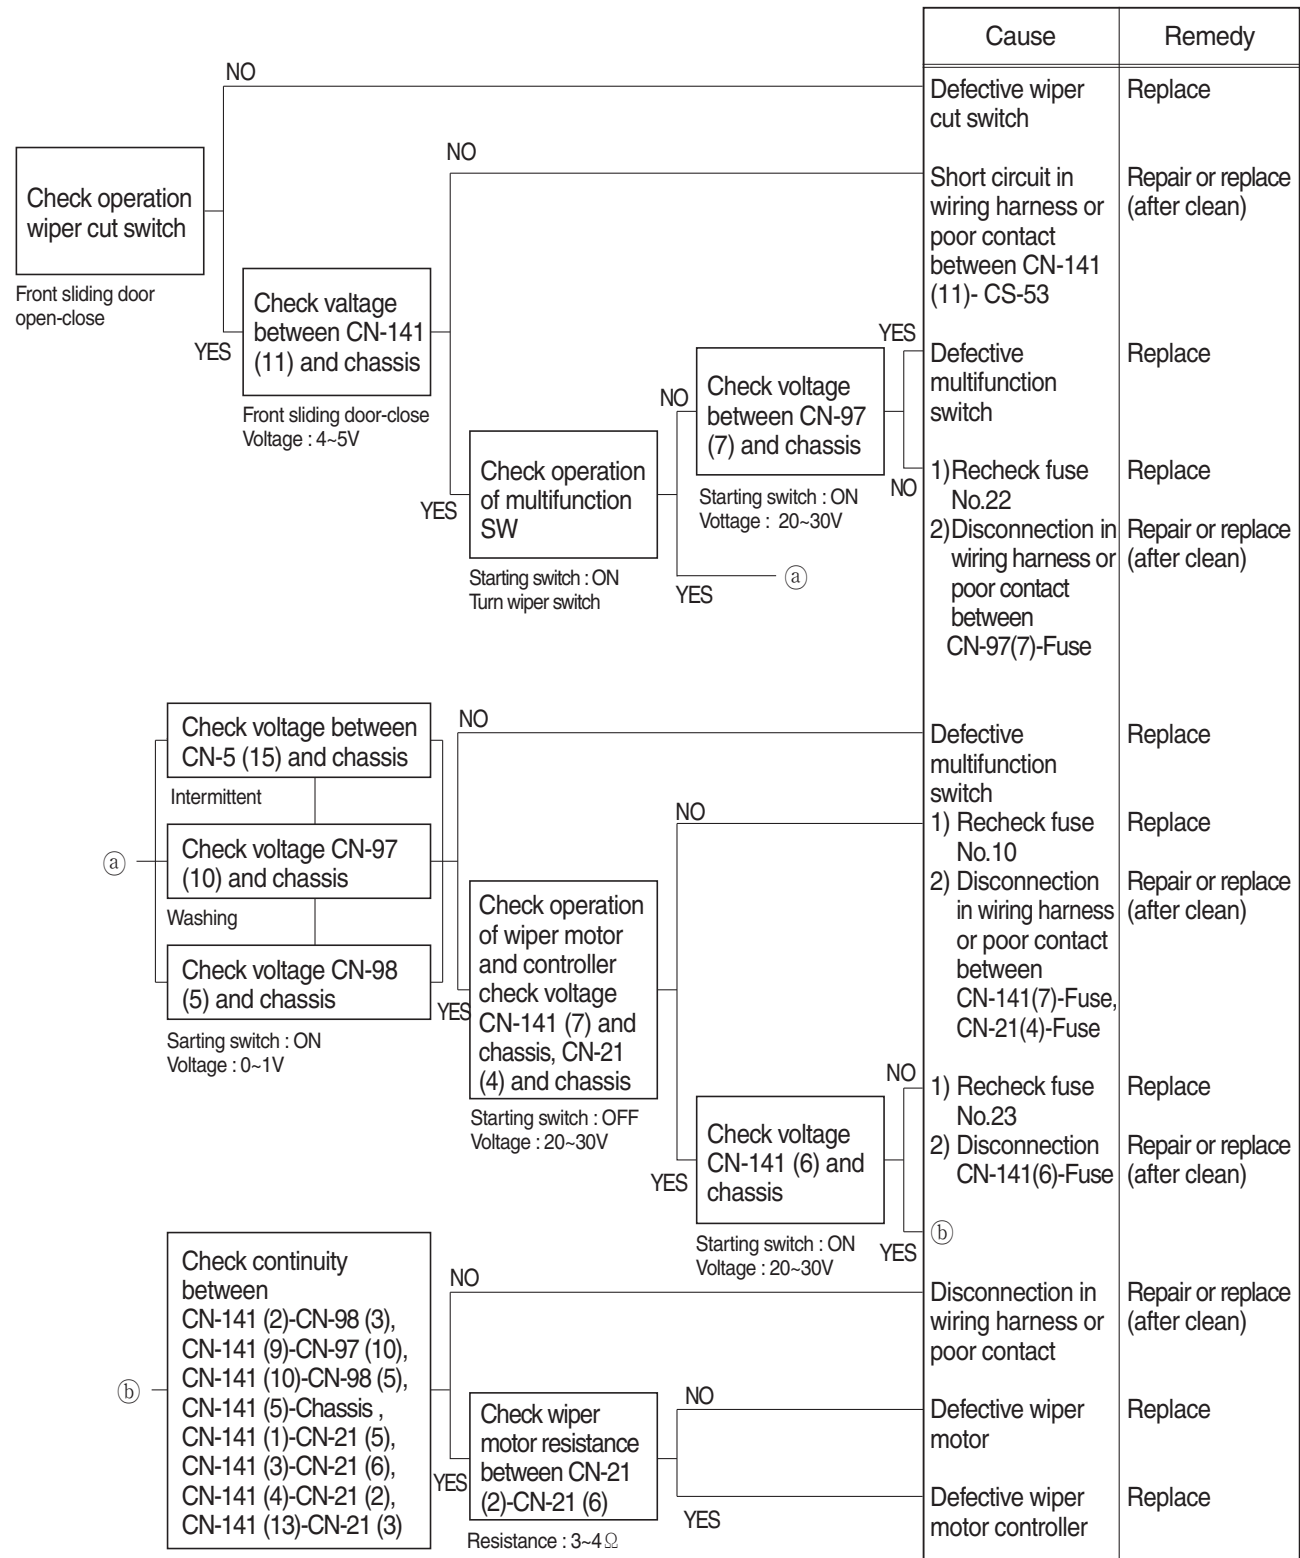 Cause
Remedy
NO
Defective wiper
cut switch
Replace
NO
Check operation
wiper cut switch
Front sliding door
open-close
Short circuit in
wiring harness or
poor contact
between CN-141
(11)- CS-53
Repair or replace
(after clean)
YES
Check valtage
between CN-141
(11) and chassis
Front sliding door-close
Voltage : 4~5V
YES
Defective
multifunction
switch
Replace
NO
Check voltage
between CN-97
(7) and chassis
Starting switch : ON
Vottage : 20~30V
YES
Check operation
of multifunction
SW
Starting switch : ON
Turn wiper switch
NO
1)Recheck fuse
No.22
Replace
2)Disconnection in
wiring harness or
poor contact
between
CN-97(7)-Fuse
Repair or replace
(after clean)
YES
ⓐ
Check voltage between
CN-5 (15) and chassis
Intermittent
ⓐ
Check voltage CN-97
(10) and chassis
Washing
Check voltage CN-98
(5) and chassis
Sarting switch : ON
Voltage : 0~1V
NO
Defective
multifunction
switch
Replace
NO
1) Recheck fuse
No.10
Replace
2) Disconnection
in wiring harness
or poor contact
between
CN-141(7)-Fuse,
CN-21(4)-Fuse
Repair or replace
(after clean)
YES
Check operation
of wiper motor
and controller
check voltage
CN-141 (7) and
chassis, CN-21
(4) and chassis
Starting switch : OFF
Voltage : 20~30V
NO
1) Recheck fuse
No.23
Replace
2) Disconnection
CN-141(6)-Fuse
Repair or replace
(after clean)
YES
Check voltage
CN-141 (6) and
chassis
Starting switch : ON
Voltage : 20~30V
YES
ⓑ
ⓑ
Check continuity
between
CN-141 (2)-CN-98 (3),
CN-141 (9)-CN-97 (10),
CN-141 (10)-CN-98 (5),
CN-141 (5)-Chassis ,
CN-141 (1)-CN-21 (5),
CN-141 (3)-CN-21 (6),
CN-141 (4)-CN-21 (2),
CN-141 (13)-CN-21 (3)
NO
Disconnection in
wiring harness or
poor contact
Repair or replace
(after clean)
YES
Check wiper
motor resistance
between CN-21
(2)-CN-21 (6)
Resistance : 3~4Ω
NO
Defective wiper
motor
Replace
YES
Defective wiper
motor controller
Replace